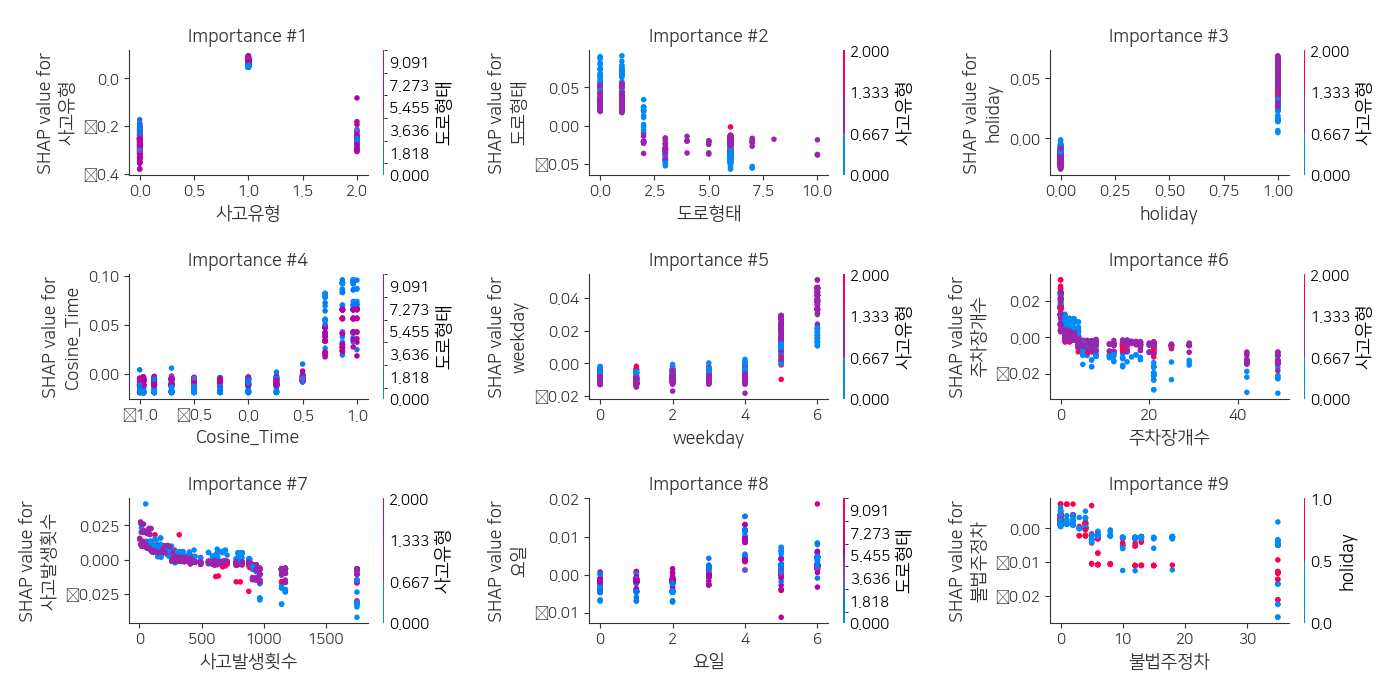 Importance #1
SHAP value for
사고유형
0.0
0.2
0.4
0.0
0.5
1.0
1.5
2.0
사고유형
9.091
7.273
5.455
3.636
1.818
0.000
도로형태
Importance #2
SHAP value for
도로형태
0.05
0.00
0.05
0.0
2.5
5.0
7.5
10.0
도로형태
2.000
1.333
0.667
0.000
사고유형
Importance #3
SHAP value for
holiday
0.05
0.00
0.00
0.25
0.50
0.75
1.00
holiday
2.000
1.333
0.667
0.000
사고유형
Importance #4
SHAP value for
Cosine_Time
0.10
0.05
0.00
1.0
0.5
0.0
0.5
1.0
Cosine_Time
9.091
7.273
5.455
3.636
1.818
0.000
도로형태
Importance #5
SHAP value for
weekday
0.04
0.02
0.00
0.02
0
2
4
6
weekday
2.000
1.333
0.667
0.000
사고유형
Importance #6
SHAP value for
주차장개수
0.02
0.00
0.02
0
20
40
주차장개수
2.000
1.333
0.667
0.000
사고유형
Importance #7
SHAP value for
사고발생횟수
0.025
0.000
0.025
0
500
1000
1500
사고발생횟수
2.000
1.333
0.667
0.000
사고유형
Importance #8
SHAP value for
요일
0.02
0.01
0.00
0.01
0
2
4
6
요일
9.091
7.273
5.455
3.636
1.818
0.000
도로형태
Importance #9
SHAP value for
불법주정차
0.00
0.01
0.02
0
10
20
30
불법주정차
1.0
0.5
0.0
holiday